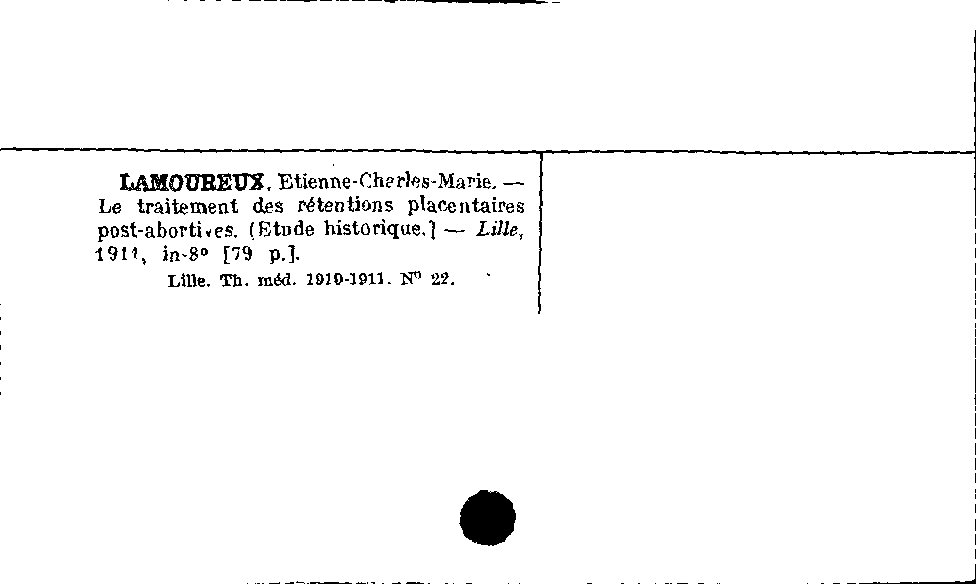 LAMOUREUX, Etienne-Charles-Marie. —
Le traitement des rétentions placentaires
post-abortives. (Etude historique.] — Lille,
1911, in-8° [79 p.].
Lille. Th. méd. 1910-1911. N° 22.